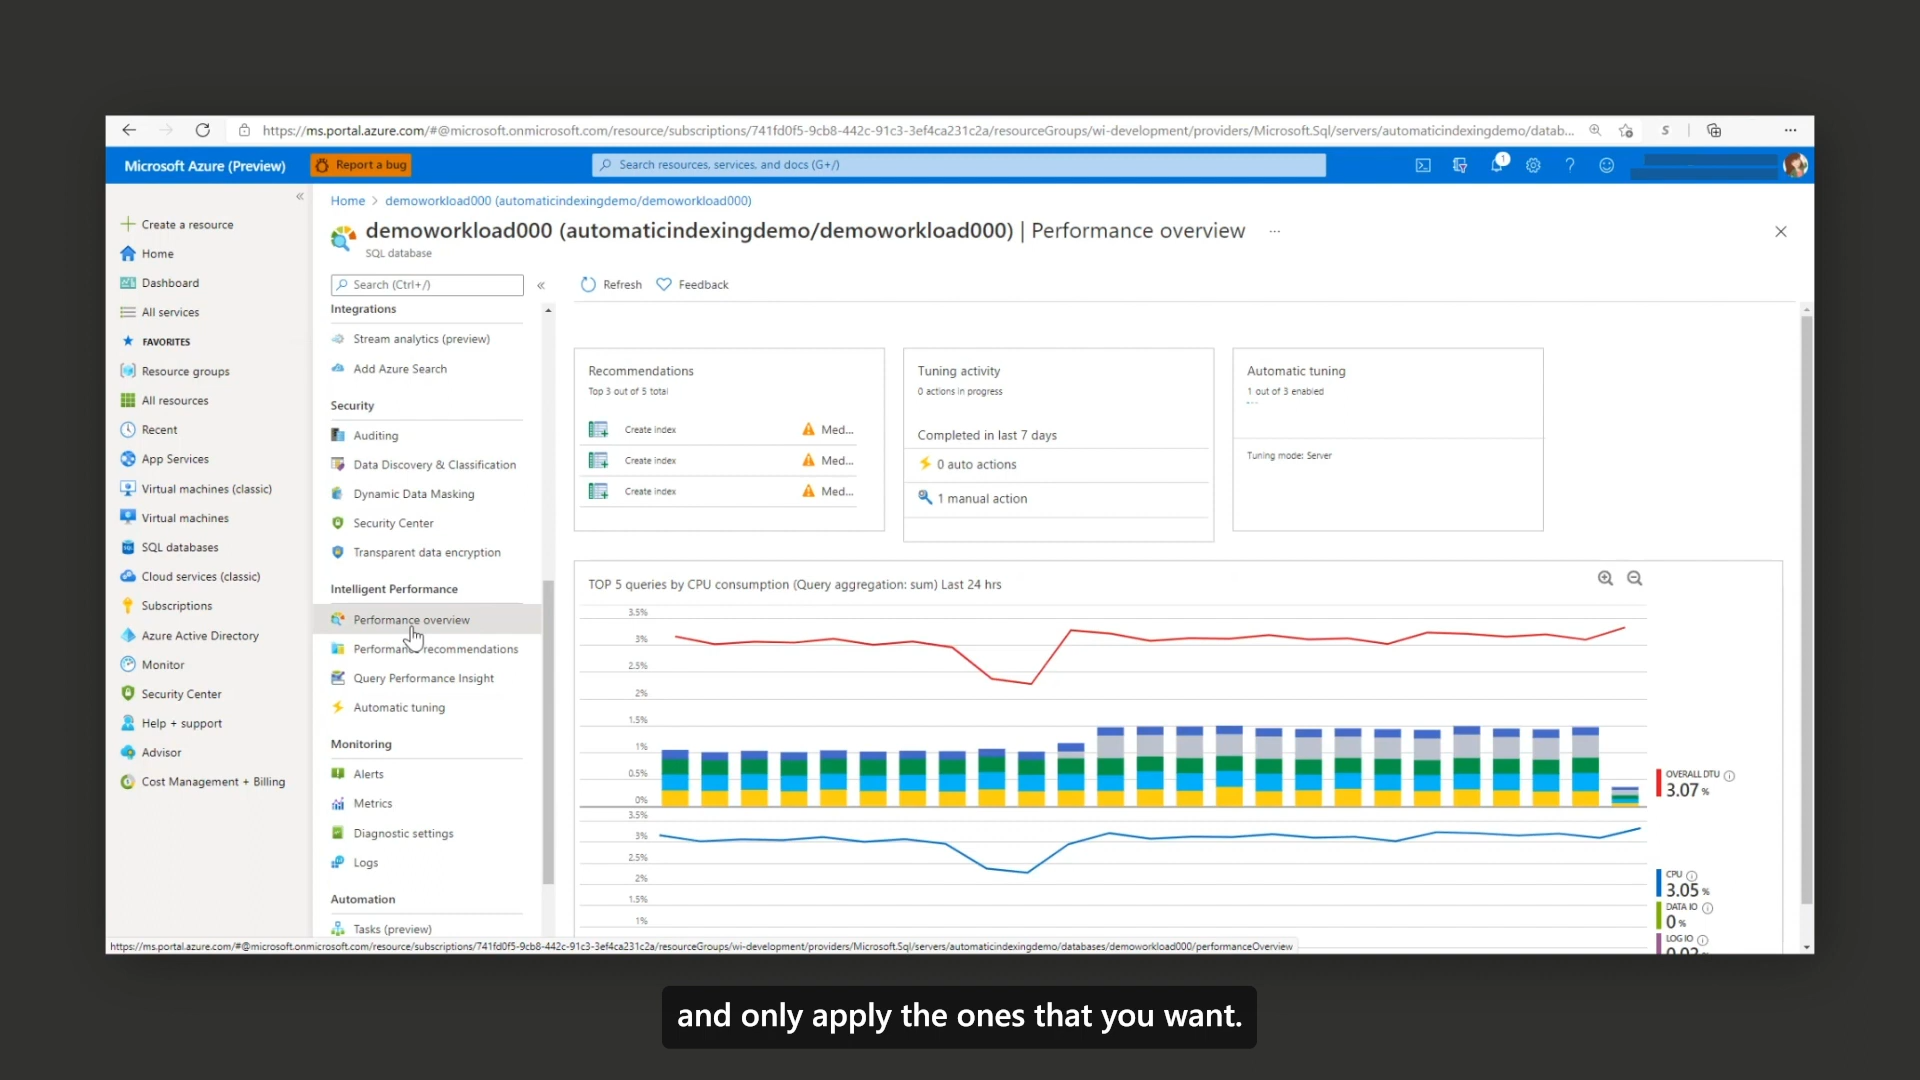 https://ms.portal.azure.com/#@microsoft.onmicrosoft.com/resource/subscriptions/741fd0f5-9cb8-442c-91c3-3ef4ca231c2a/resourceGroups/wi-development/providers/Microsoft.Sql/servers/automaticindexingdemo/datab...
Microsoft Azure (Preview)
Report a bug
Search resources, services, and docs (G+/)
1
Create a resource
Home
Dashboard
All services
FAVORITES
Resource groups
All resources
Recent
App Services
Virtual machines (classic)
Virtual machines
SQL databases
Cloud services (classic)
Subscriptions
Azure Active Directory
Monitor
Security Center
Help + support
Advisor
Cost Management + Billing
Home > demoworkload000 (automaticindexingdemo/demoworkload000)
demoworkload000 (automaticindexingdemo/demoworkload000) | Performance overview ...
SQL database
Search (Ctrl+/)
Integrations
Stream analytics (preview)
Add Azure Search
Security
Auditing
Data Discovery & Classification
Dynamic Data Masking
Security Center
Transparent data encryption
Intelligent Performance
Performance overview
Performance recommendations
Query Performance Insight
Automatic tuning
Monitoring
Alerts
Metrics
Diagnostic settings
Logs
Automation
Tasks (preview)
Refresh
Feedback
Recommendations
Top 3 out of 5 total
Create index Med...
Create index Med...
Create index Med...
Tuning activity
0 actions in progress
Completed in last 7 days
0 auto actions
1 manual action
Automatic tuning
1 out of 3 enabled
Tuning mode: Server
TOP 5 queries by CPU consumption (Query aggregation: sum) Last 24 hrs
3.5%
3%
2.5%
2%
1.5%
1%
0.5%
0%
3.5%
3%
2.5%
2%
1.5%
1%
OVERALL DTU
3.07 %
CPU
3.05 %
DATA IO
0 %
LOG IO
https://ms.portal.azure.com/#@microsoft.onmicrosoft.com/resource/subscriptions/741fd0f5-9cb8-442c-91c3-3ef4ca231c2a/resourceGroups/wi-development/providers/Microsoft.Sql/servers/automaticindexingdemo/databases/demoworkload000/performanceOverview
and only apply the ones that you want.